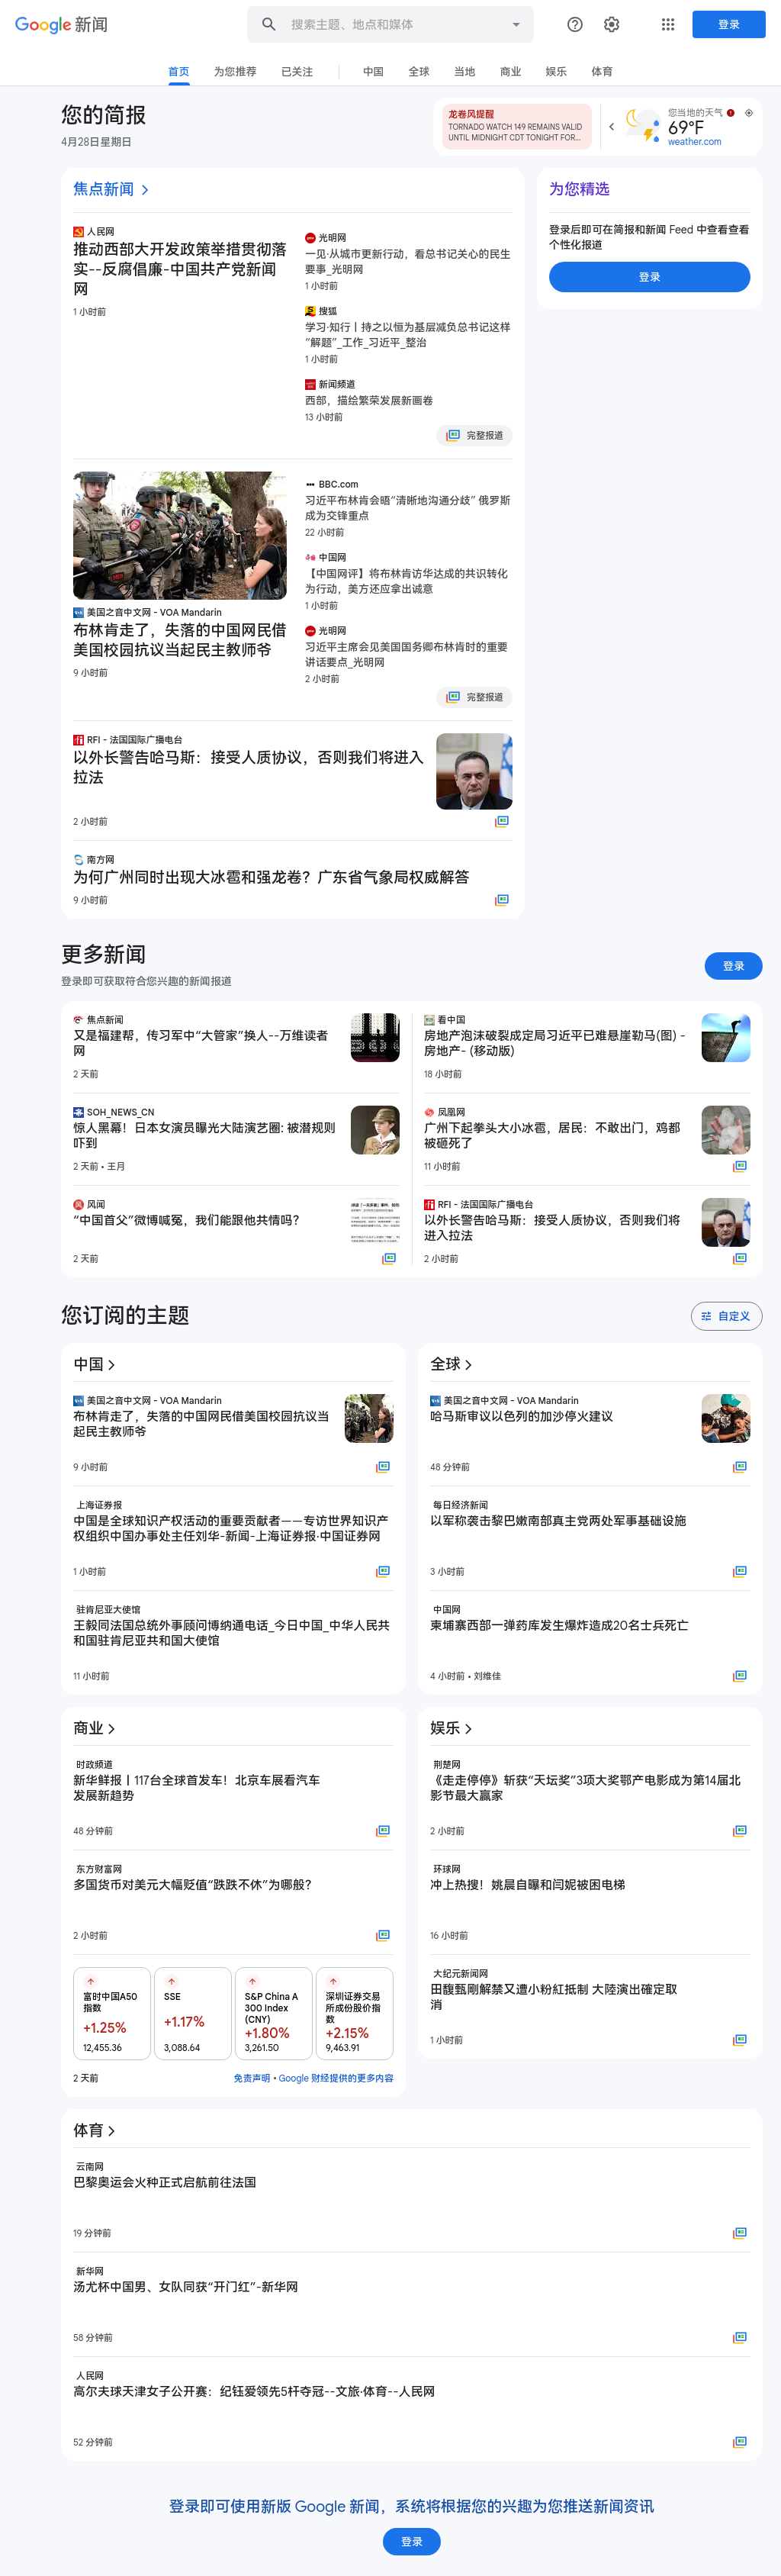 Google 新闻
搜索主题、地点和媒体
登录
首页
为您推荐
已关注
中国
全球
当地
商业
娱乐
体育
您的简报
4月28日星期日
龙卷风提醒
TORNADO WATCH 149 REMAINS VALID
UNTIL MIDNIGHT CDT TONIGHT FOR...
您当地的天气
69°F
weather.com
焦点新闻
人民网
推动西部大开发政策举措贯彻落
实--反腐倡廉-中国共产党新闻
网
1 小时前
光明网
一见·从城市更新行动，看总书记关心的民生
要事_光明网
1 小时前
搜狐
学习·知行丨持之以恒为基层减负总书记这样
“解题”_工作_习近平_整治
1 小时前
新闻频道
西部，描绘繁荣发展新画卷
13 小时前
完整报道
为您精选
登录后即可在简报和新闻 Feed 中查看查看
个性化报道
登录
美国之音中文网 - VOA Mandarin
布林肯走了，失落的中国网民借
美国校园抗议当起民主教师爷
9 小时前
BBC.com
习近平布林肯会晤“清晰地沟通分歧” 俄罗斯
成为交锋重点
22 小时前
中国网
【中国网评】将布林肯访华达成的共识转化
为行动，美方还应拿出诚意
1 小时前
光明网
习近平主席会见美国国务卿布林肯时的重要
讲话要点_光明网
2 小时前
完整报道
RFI - 法国国际广播电台
以外长警告哈马斯：接受人质协议，否则我们将进入
拉法
2 小时前
南方网
为何广州同时出现大冰雹和强龙卷？广东省气象局权威解答
9 小时前
更多新闻
登录即可获取符合您兴趣的新闻报道
登录
焦点新闻
又是福建帮，传习军中“大管家”换人--万维读者
网
2 天前
SOH_NEWS_CN
惊人黑幕！日本女演员曝光大陆演艺圈: 被潜规则
吓到
2 天前 • 王月
风闻
“中国首父”微博喊冤，我们能跟他共情吗？
2 天前
看中国
房地产泡沫破裂成定局习近平已难悬崖勒马(图) -
房地产- (移动版)
18 小时前
凤凰网
广州下起拳头大小冰雹，居民：不敢出门，鸡都
被砸死了
11 小时前
RFI - 法国国际广播电台
以外长警告哈马斯：接受人质协议，否则我们将
进入拉法
2 小时前
您订阅的主题
自定义
中国
美国之音中文网 - VOA Mandarin
布林肯走了，失落的中国网民借美国校园抗议当
起民主教师爷
9 小时前
上海证券报
中国是全球知识产权活动的重要贡献者——专访世界知识产
权组织中国办事处主任刘华-新闻-上海证券报·中国证券网
1 小时前
驻肯尼亚大使馆
王毅同法国总统外事顾问博纳通电话_今日中国_中华人民共
和国驻肯尼亚共和国大使馆
11 小时前
全球
美国之音中文网 - VOA Mandarin
哈马斯审议以色列的加沙停火建议
48 分钟前
每日经济新闻
以军称袭击黎巴嫩南部真主党两处军事基础设施
3 小时前
中国网
柬埔寨西部一弹药库发生爆炸造成20名士兵死亡
4 小时前 • 刘维佳
商业
时政频道
新华鲜报丨117台全球首发车！北京车展看汽车
发展新趋势
48 分钟前
东方财富网
多国货币对美元大幅贬值“跌跌不休”为哪般？
2 小时前
富时中国A50
指数
+1.25%
12,455.36
SSE
+1.17%
3,088.64
S&P China A
300 Index
(CNY)
+1.80%
3,261.50
深圳证券交易
所成份股价指
数
+2.15%
9,463.91
2 天前
免责声明 • Google 财经提供的更多内容
娱乐
荆楚网
《走走停停》斩获“天坛奖”3项大奖鄂产电影成为第14届北
影节最大赢家
2 小时前
环球网
冲上热搜！姚晨自曝和闫妮被困电梯
16 小时前
大纪元新闻网
田馥甄剛解禁又遭小粉紅抵制 大陸演出確定取
消
1 小时前
体育
云南网
巴黎奥运会火种正式启航前往法国
19 分钟前
新华网
汤尤杯中国男、女队同获“开门红”-新华网
58 分钟前
人民网
高尔夫球天津女子公开赛：纪钰爱领先5杆夺冠--文旅·体育--人民网
52 分钟前
登录即可使用新版 Google 新闻，系统将根据您的兴趣为您推送新闻资讯
登录